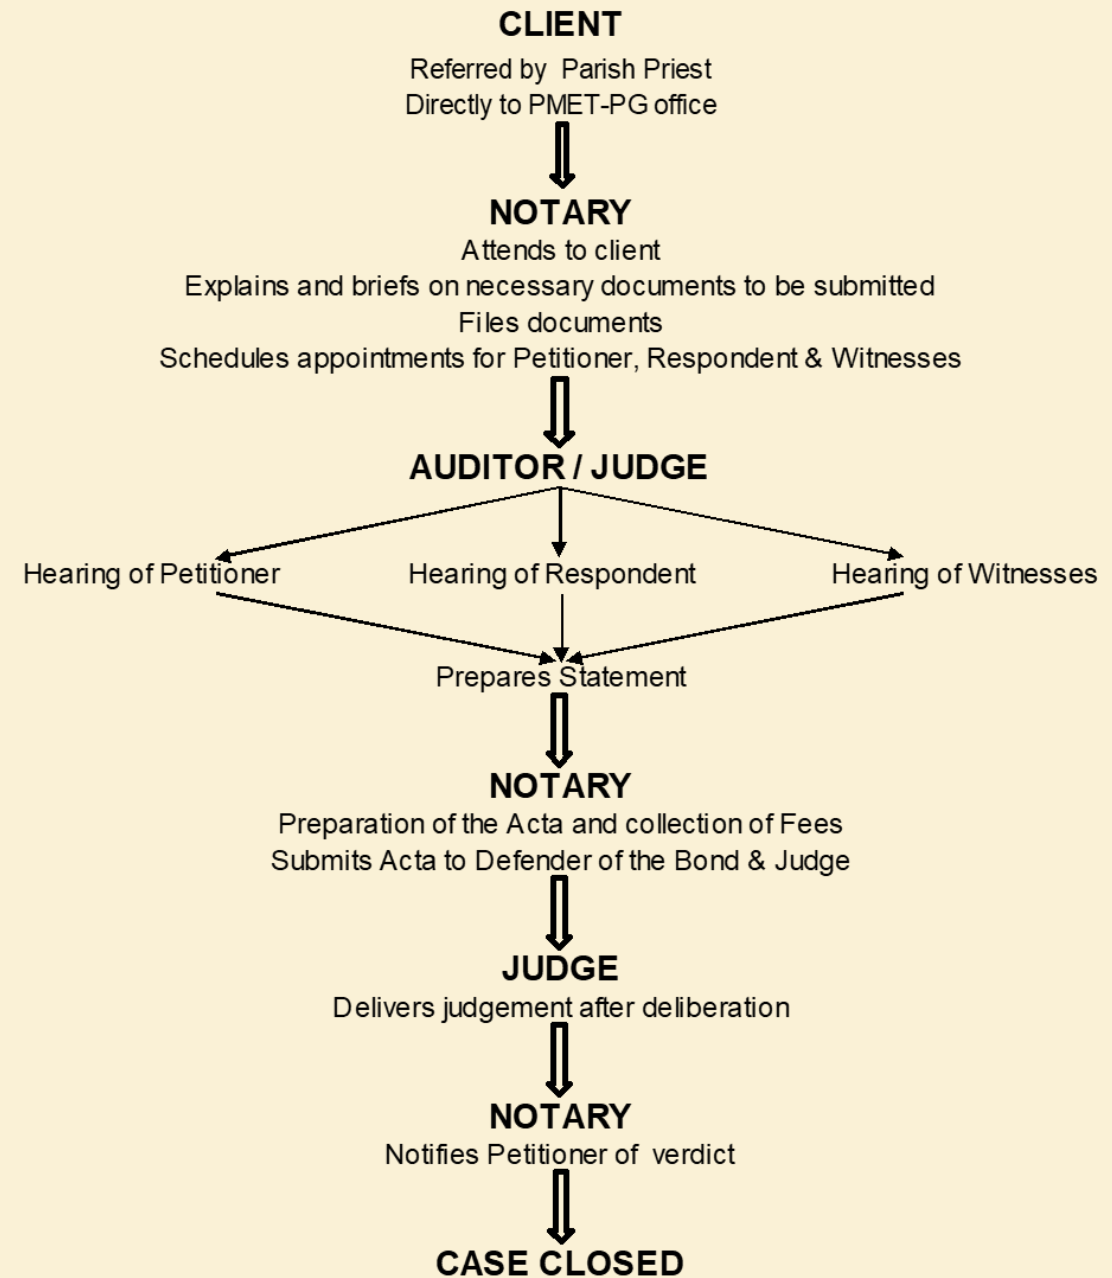 CLIENT
Referred by Parish Priest
Directly to PMET-PG office
NOTARY
Attends to client
Explains and briefs on necessary documents to be submitted
Files documents
Schedules appointments for Petitioner, Respondent & Witnesses
AUDITOR / JUDGE
Hearing of Petitioner
Hearing of Respondent
Hearing of Witnesses
Prepares Statement
NOTARY
Preparation of the Acta and collection of Fees
Submits Acta to Defender of the Bond & Judge
JUDGE
Delivers judgement after deliberation
NOTARY
Notifies Petitioner of verdict
CASE CLOSED